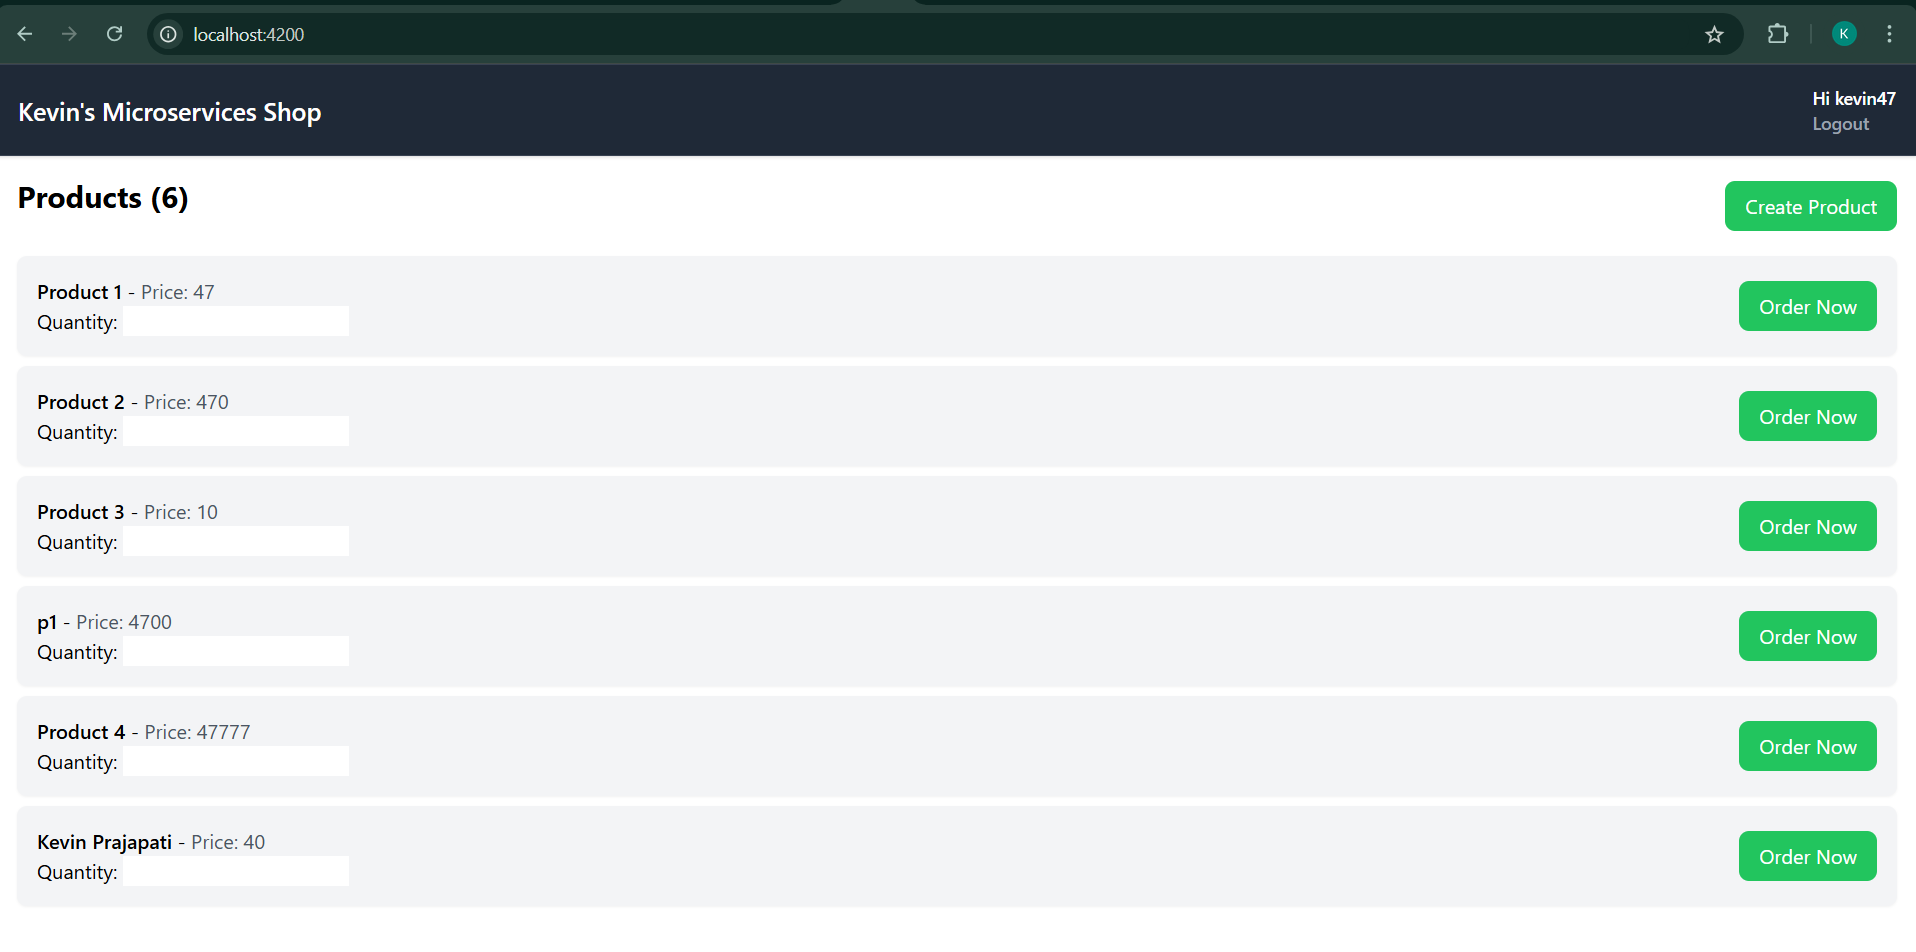 localhost:4200
K
Kevin's Microservices Shop
Hi kevin47
Logout
Products (6)
Create Product
Product 1 - Price: 47
Quantity:
Order Now
Product 2 - Price: 470
Quantity:
Order Now
Product 3 - Price: 10
Quantity:
Order Now
p1 - Price: 4700
Quantity:
Order Now
Product 4 - Price: 47777
Quantity:
Order Now
Kevin Prajapati - Price: 40
Quantity:
Order Now